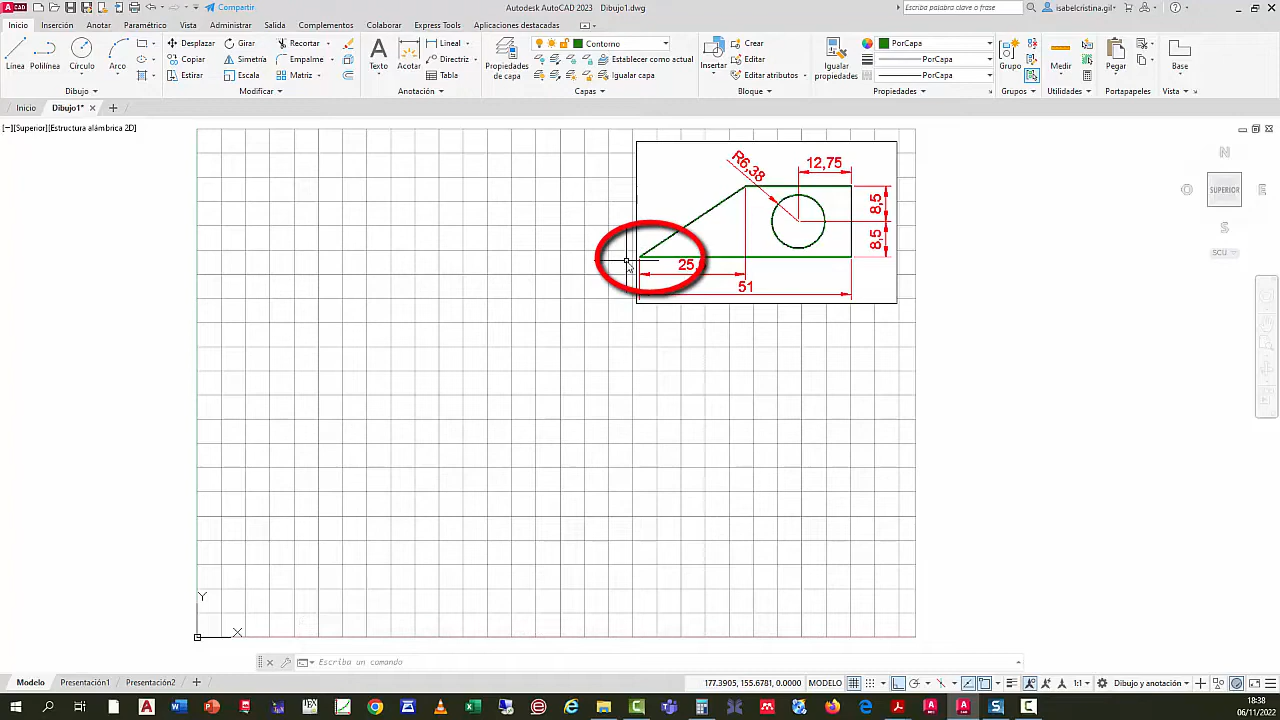 Compartir
Autodesk AutoCAD 2023 Dibujo1.dwg
Escriba palabra clave o frase
isabelcristina.gil
Inicio Inserción Anotar Paramétrico Vista Administrar Salida Complementos Colaborar Express Tools Aplicaciones destacadas
Línea Polilínea Círculo Arco
Desplazar Girar
Copiar Simetría Empalme
Estirar Escala Matriz
Texto Acotar
Lineal
Directriz
Tabla
Propiedades de capa
Contorno
Establecer como actual
Igualar capa
Insertar
Crear
Editar
Editar atributos
Igualar propiedades
PorCapa
PorCapa
PorCapa
Grupo
Medir
Pegar
Base
Dibujo Modificar Anotación Capas Bloque Propiedades Grupos Utilidades Portapapeles Vista
Inicio Dibujo1*
[−][Superior][Estructura alámbrica 2D]
N
O SUPERIOR E
S
SCU
R6,38
12,75
8,5
8,5
25
51
Y
X
Escriba un comando
Modelo Presentación1 Presentación2
177.3905, 155.6781, 0.0000 MODELO
1:1
Dibujo y anotación
18:38
06/11/2022